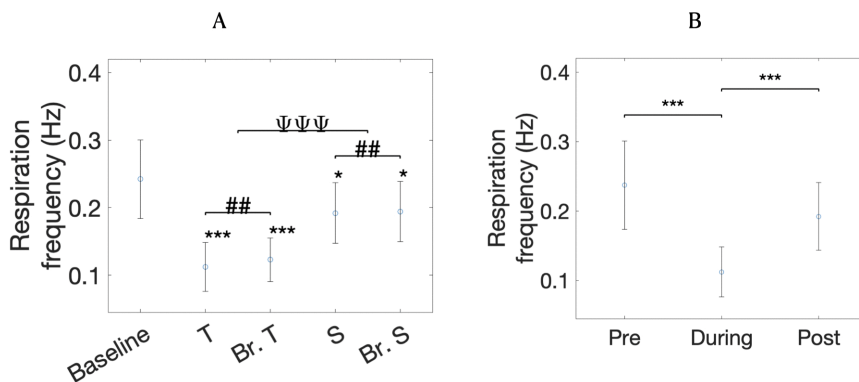 A
B
Respiration
frequency (Hz)
0.4
0.3
0.2
0.1
ΨΨΨ
##
##
***
***
*
*
Baseline
T
Br. T
S
Br. S
Respiration
frequency (Hz)
0.4
0.3
0.2
0.1
***
***
Pre
During
Post